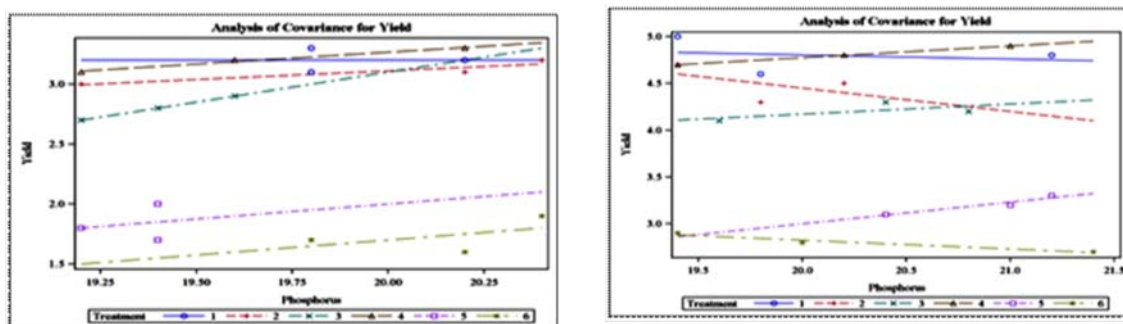 Analysis of Covariance for Yield
3.0
2.5
2.0
1.5
Yield
19.25 19.50 19.75 20.00 20.25
Phosphorus
Treatment 1 2 3 4 5 6
Analysis of Covariance for Yield
5.0
4.5
4.0
3.5
3.0
Yield
19.5 20.0 20.5 21.0 21.5
Phosphorus
Treatment 1 2 3 4 5 6